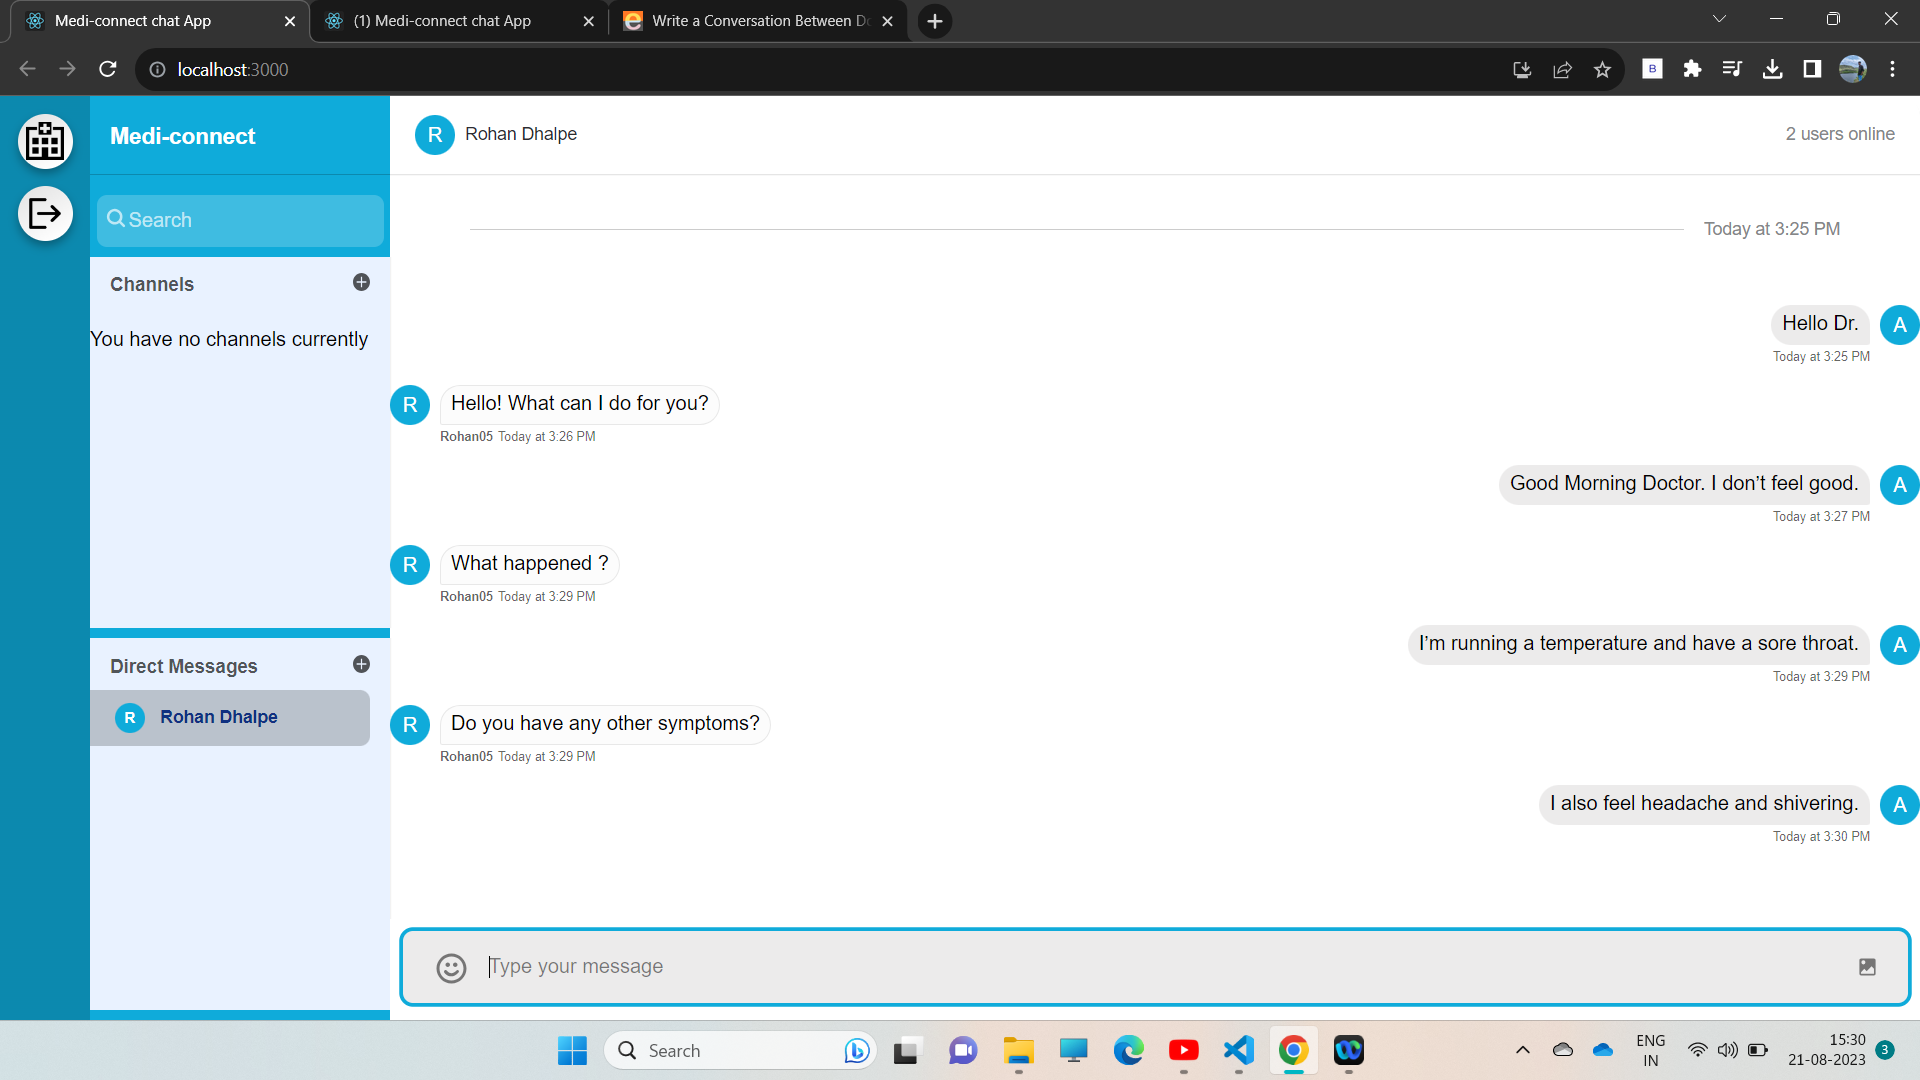 Medi-connect chat App
(1) Medi-connect chat App
Write a Conversation Between D
localhost:3000
B
Medi-connect
Search
Channels
You have no channels currently
Direct Messages
R Rohan Dhalpe
R Rohan Dhalpe
2 users online
Today at 3:25 PM
Hello Dr. A
Today at 3:25 PM
R Hello! What can I do for you?
Rohan05 Today at 3:26 PM
Good Morning Doctor. I don’t feel good. A
Today at 3:27 PM
R What happened ?
Rohan05 Today at 3:29 PM
I’m running a temperature and have a sore throat. A
Today at 3:29 PM
R Do you have any other symptoms?
Rohan05 Today at 3:29 PM
I also feel headache and shivering. A
Today at 3:30 PM
Type your message
Search
ENG
IN
15:30
21-08-2023
3